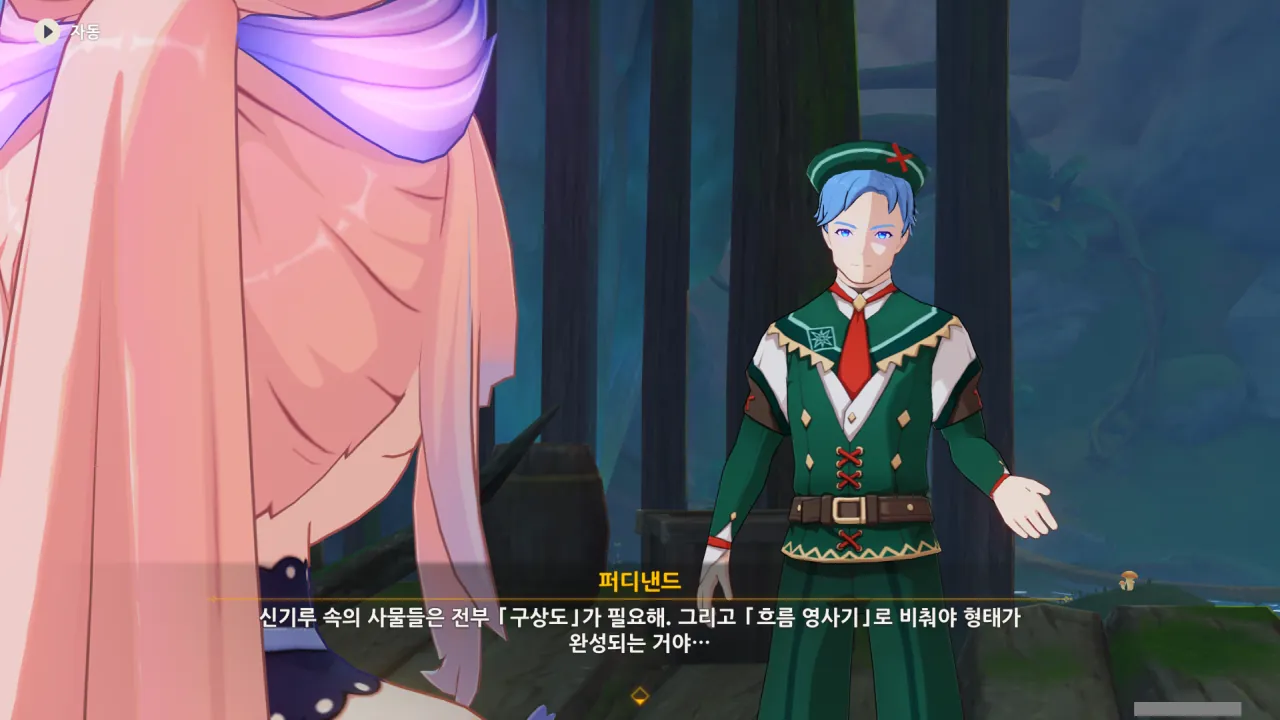 자동
퍼디낸드
신기루 속의 사물들은 전부 「구상도」가 필요해. 그리고 「흐름 영사기」로 비춰야 형태가
완성되는 거야…